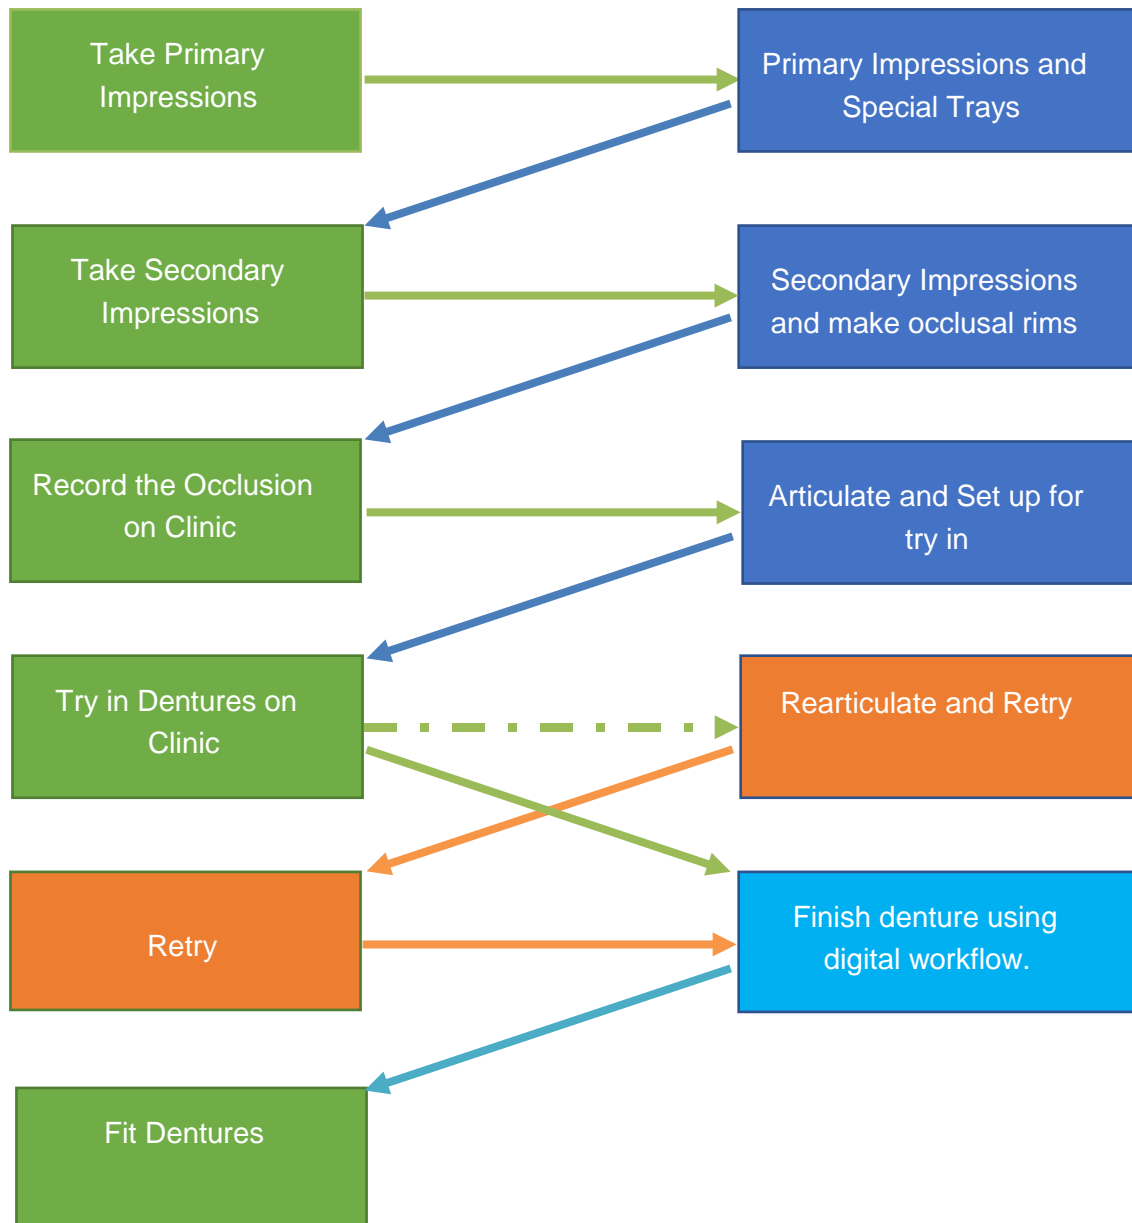 Take Primary
Impressions
Primary Impressions and
Special Trays
Take Secondary
Impressions
Secondary Impressions
and make occlusal rims
Record the Occlusion
on Clinic
Articulate and Set up for
try in
Try in Dentures on
Clinic
Rearticulate and Retry
Retry
Finish denture using
digital workflow.
Fit Dentures